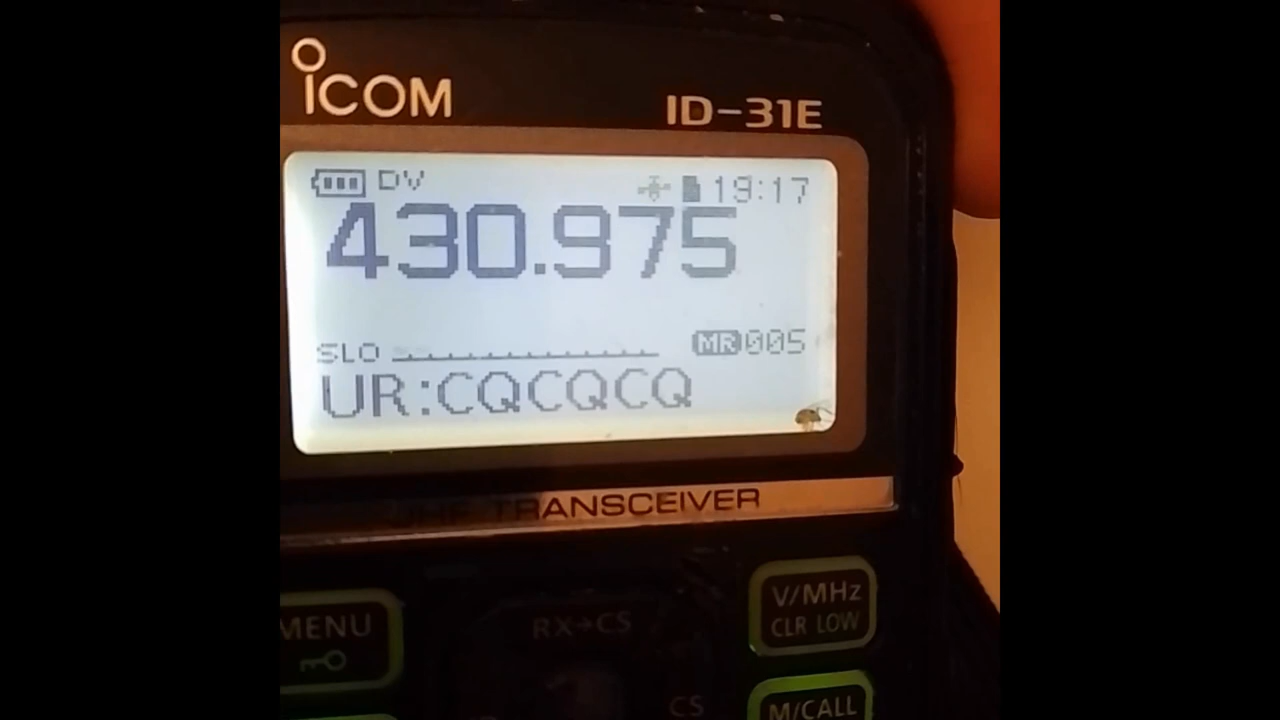 ICOM
ID-31E
DV 19:17
430.975
SLO MR 005
UR:CQCQCQ
UHF TRANSCEIVER
V/MHz
MENU RX→CS CLR LOW
CS M/CALL